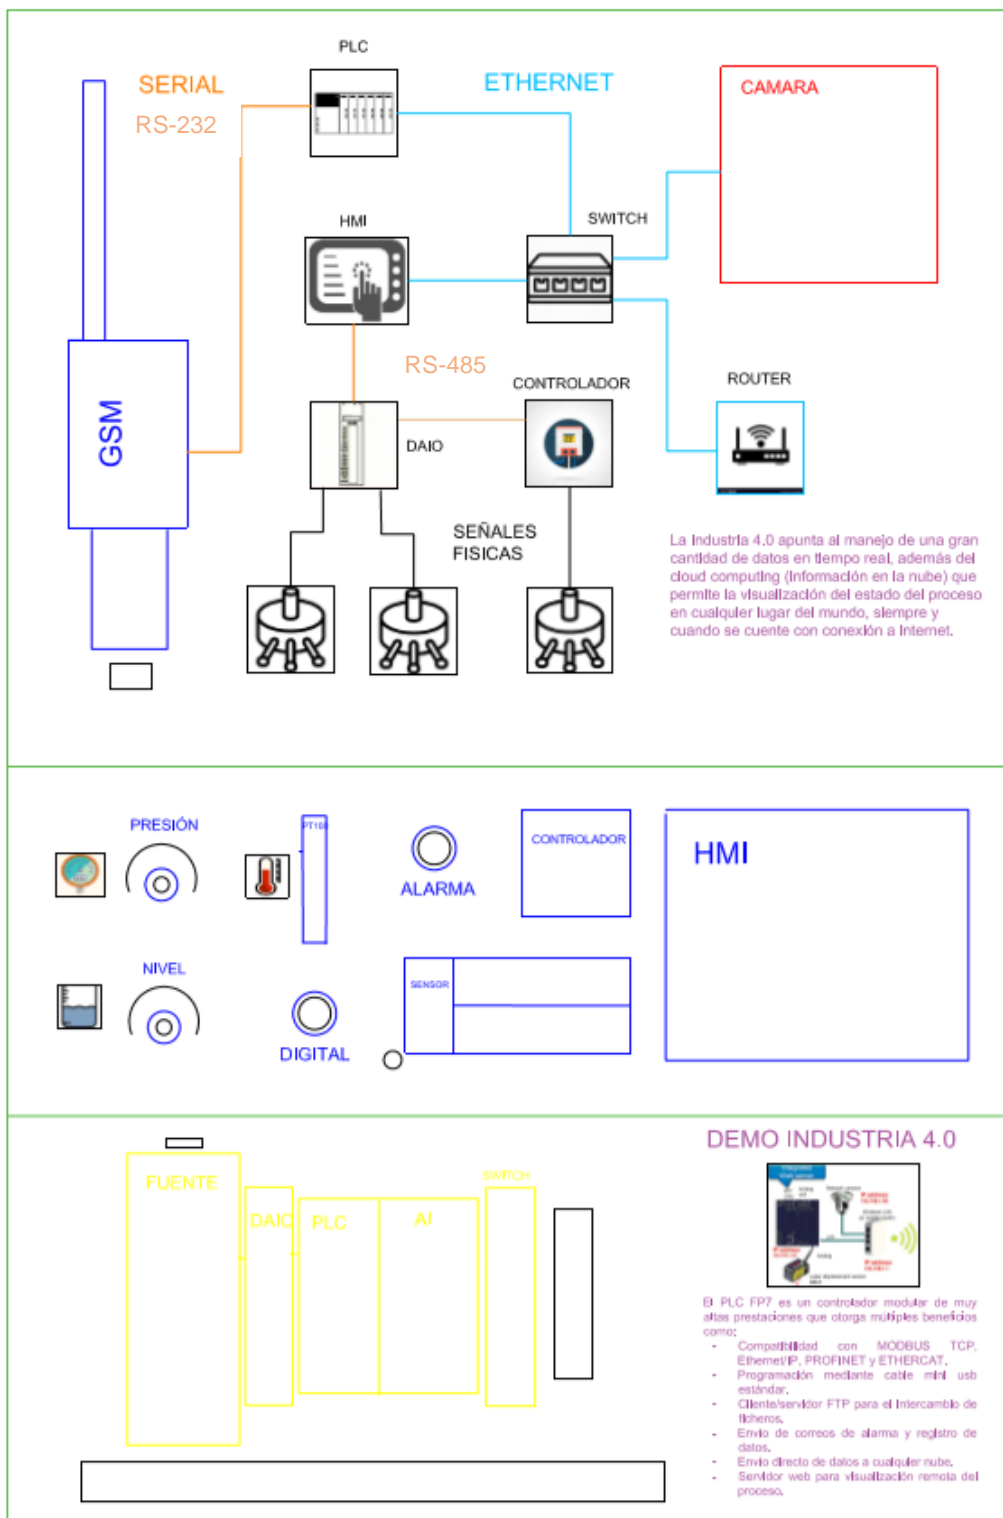 PLC
SERIAL
RS-232
ETHERNET
CAMARA
HMI
SWITCH
GSM
RS-485
CONTROLADOR
ROUTER
DAIO
SEÑALES
FISICAS
La Industria 4.0 apunta al manejo de una gran
cantidad de datos en tiempo real, además del
cloud computing (Información en la nube) que
permite la visualización del estado del proceso
en cualquier lugar del mundo, siempre y
cuando se cuente con conexión a Internet.
PRESIÓN
PT100
ALARMA
CONTROLADOR
HMI
NIVEL
DIGITAL
SENSOR
FUENTE
DAIO
PLC
AI
SWITCH
DEMO INDUSTRIA 4.0
El PLC FP7 es un controlador modular de muy
altas prestaciones que otorga múltiples beneficios
como:
- Compatibilidad con MODBUS TCP,
Ethernet/IP, PROFINET y ETHERCAT.
- Programación mediante cable mini usb
estándar.
- Cliente/servidor FTP para el Intercambio de
ficheros.
- Envío de correos de alarma y registro de
datos.
- Envío directo de datos a cualquier nube.
- Servidor web para visualización remota del
proceso.